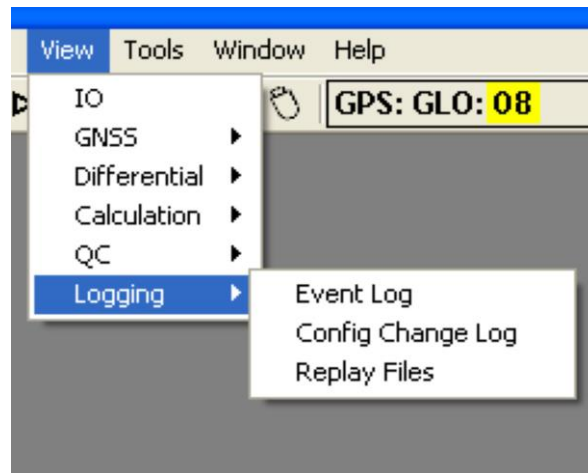 View Tools Window Help
GPS: GLO: 08
IO
GNSS
Differential
Calculation
QC
Logging
Event Log
Config Change Log
Replay Files